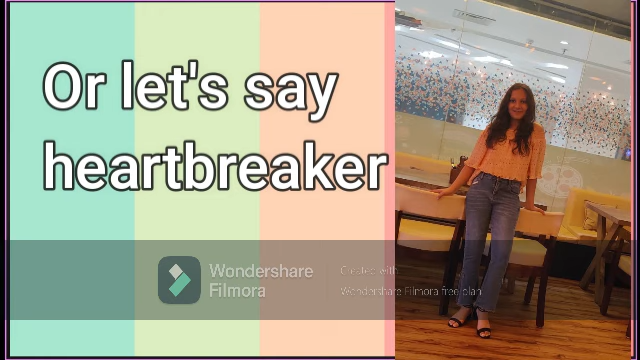 Or let's say
heartbreaker
Wondershare
Filmora
Created with
Wondershare Filmora free plan